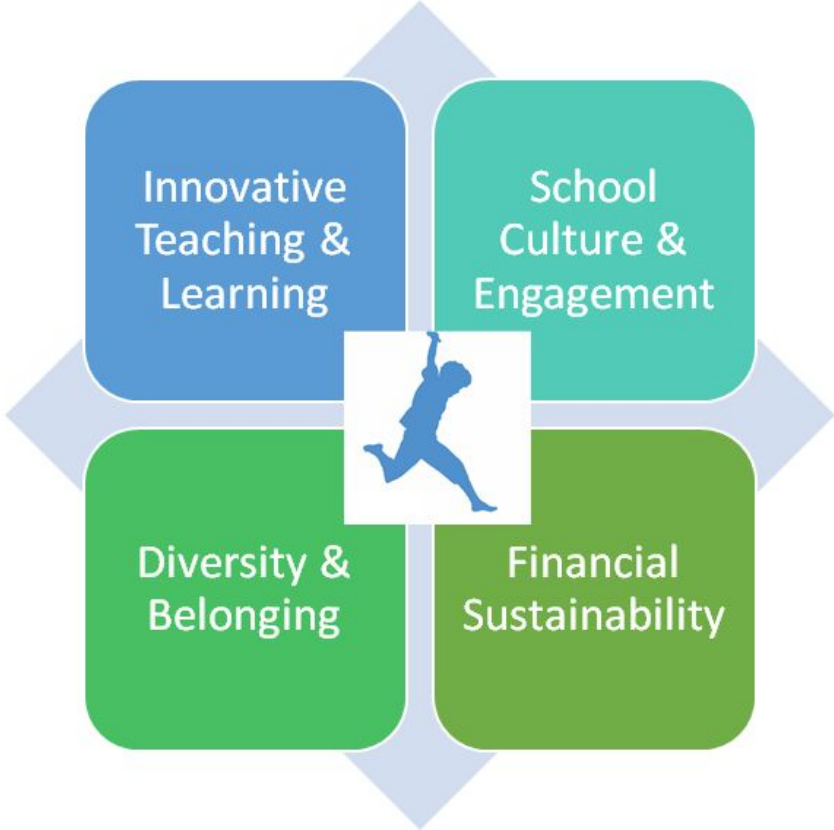 Innovative
Teaching &
Learning
School
Culture &
Engagement
Diversity &
Belonging
Financial
Sustainability